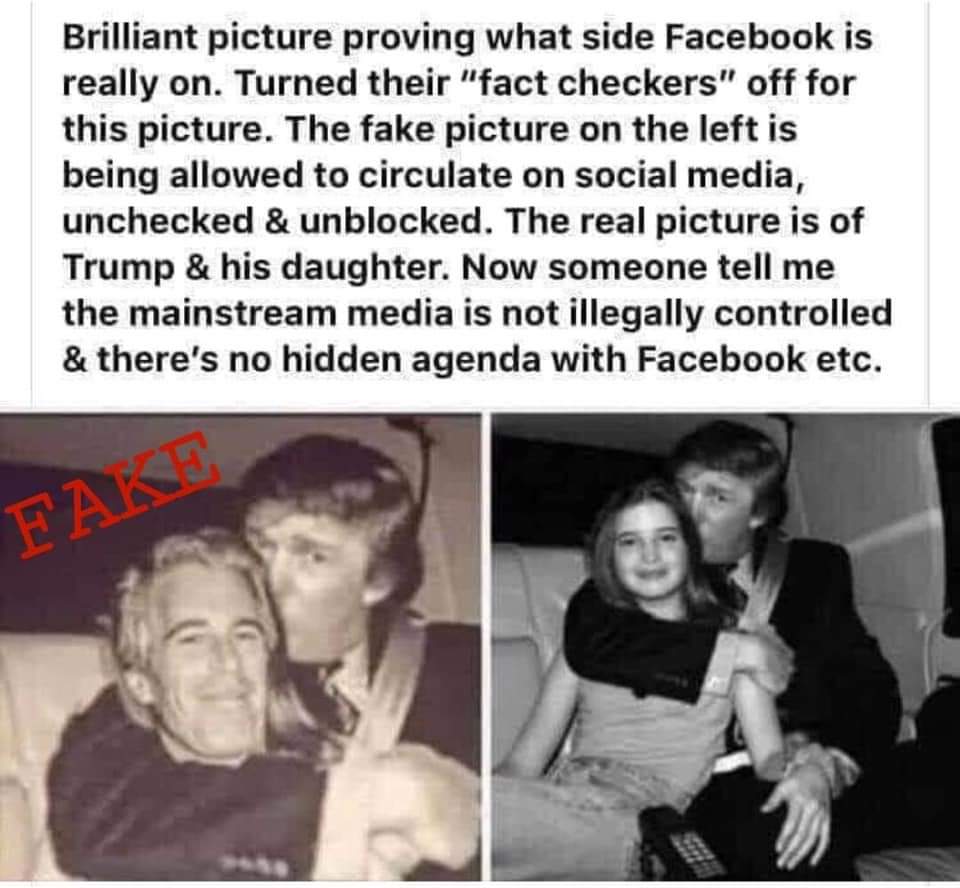 Brilliant picture proving what side Facebook is
really on. Turned their "fact checkers" off for
this picture. The fake picture on the left is
being allowed to circulate on social media,
unchecked & unblocked. The real picture is of
Trump & his daughter. Now someone tell me
the mainstream media is not illegally controlled
& there's no hidden agenda with Facebook etc.
FAKE